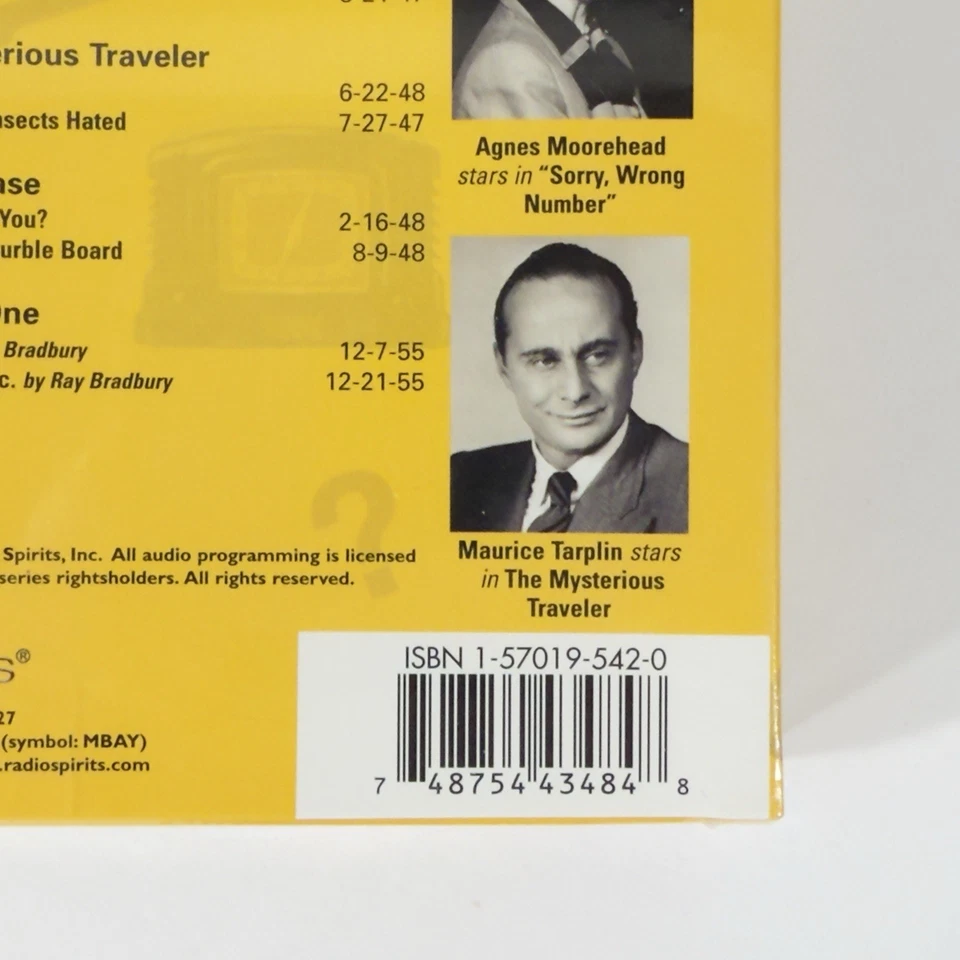 erious Traveler
6-22-48
nsects Hated 7-27-47
nse
You? 2-16-48
urble Board 8-9-48
One
Bradbury 12-7-55
c. by Ray Bradbury 12-21-55
Agnes Moorehead
stars in “Sorry, Wrong
Number”
Maurice Tarplin stars
in The Mysterious
Traveler
?
Spirits, Inc. All audio programming is licensed
series rightsholders. All rights reserved.
S®
27
(symbol: MBAY)
.radiospirits.com
ISBN 1-57019-542-0
7 48754 43484 8